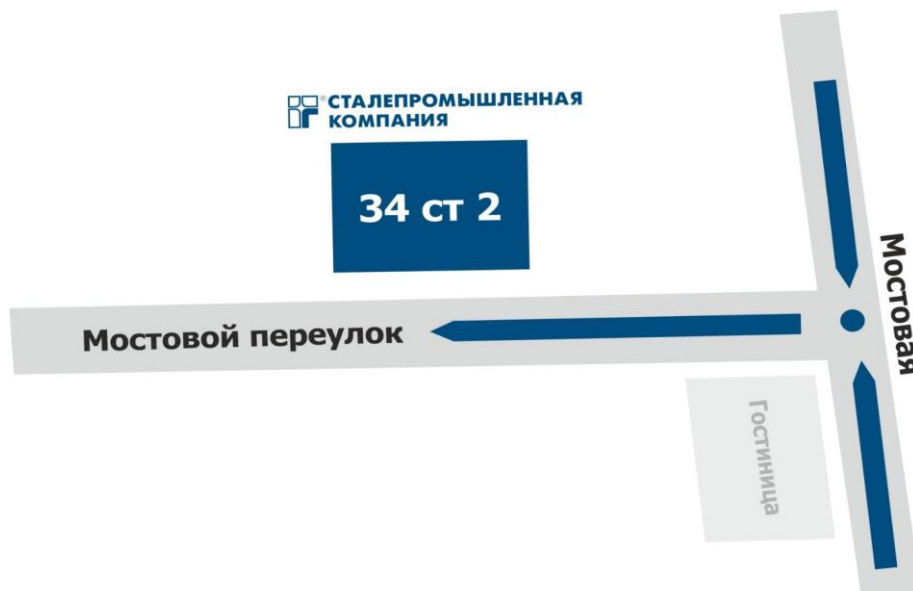 СТАЛЕПРОМЫШЛЕННАЯ
КОМПАНИЯ
34 ст 2
Мостовая
Мостовой переулок
Гостиница